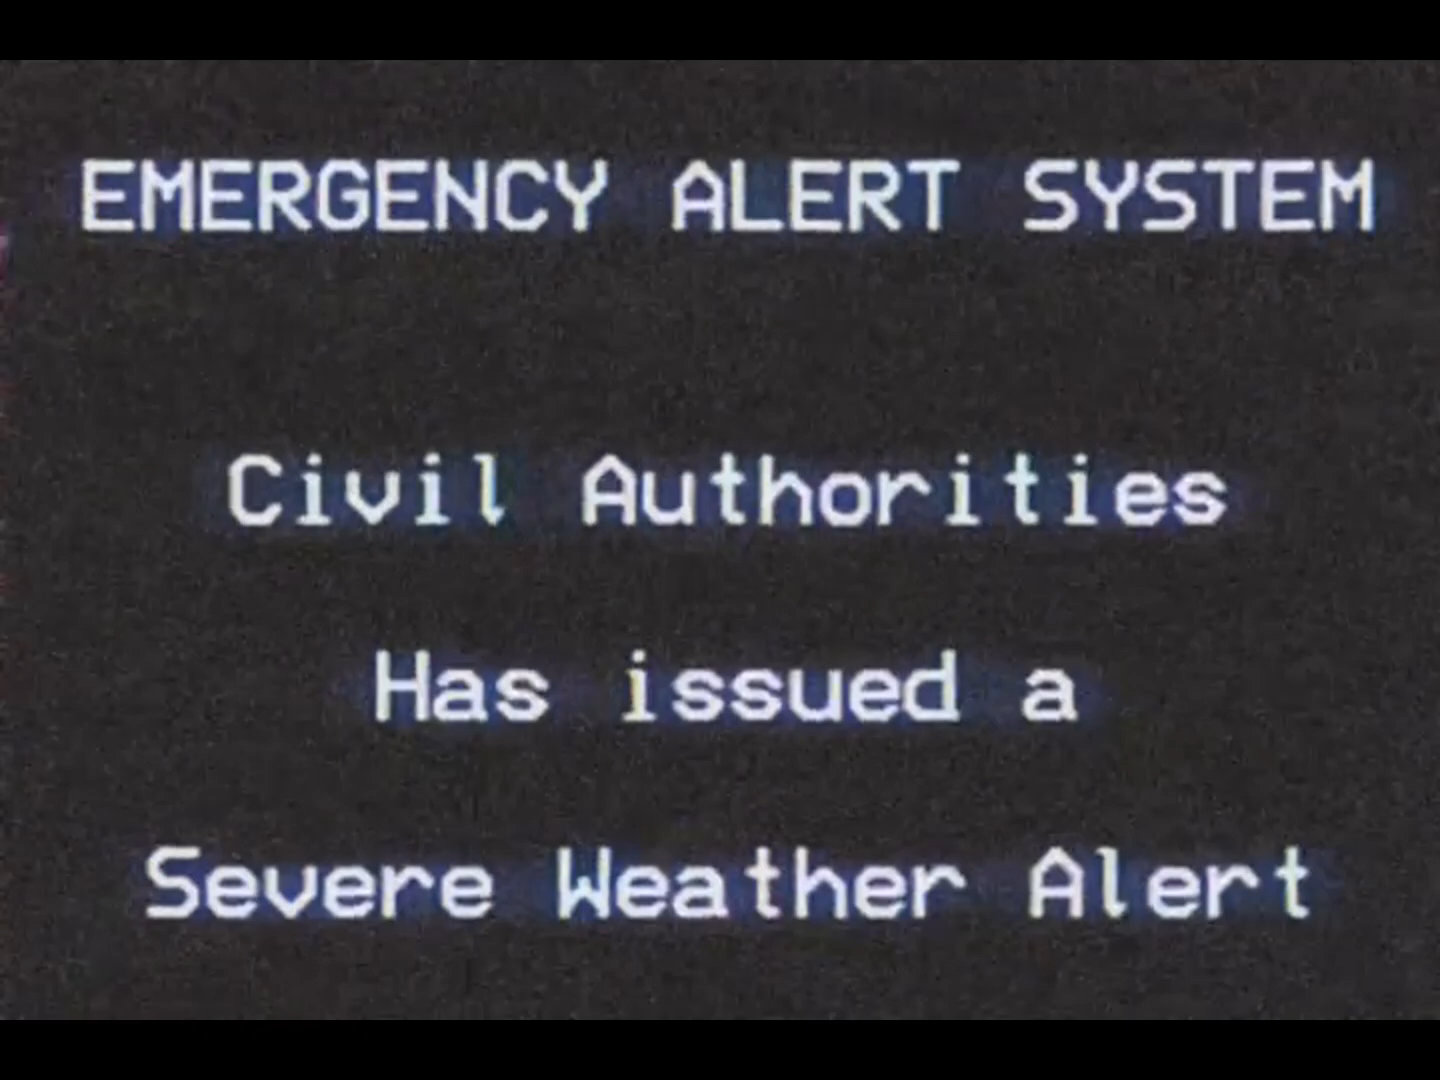 EMERGENCY ALERT SYSTEM
Civil Authorities
Has issued a
Severe Weather Alert